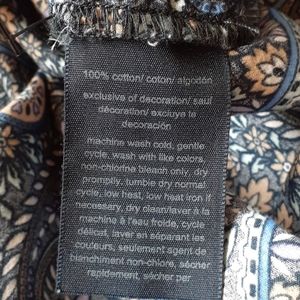 100% cotton/ coton/ algodón
exclusive of decoration/ sauf
décoration/ excluye te
decoración
machine wash cold, gentle
cycle, wash with like colors,
non-chlorine bleach only, dry
promptly. tumble dry normal
cycle, low heat, low heat iron if
necessary, dry clean/laver à la
machine à l'eau froide, cycle
délicat, laver en séparant les
couleurs, seulement agent de
blanchiment non-chlore, sécher
rapidement, sécher par